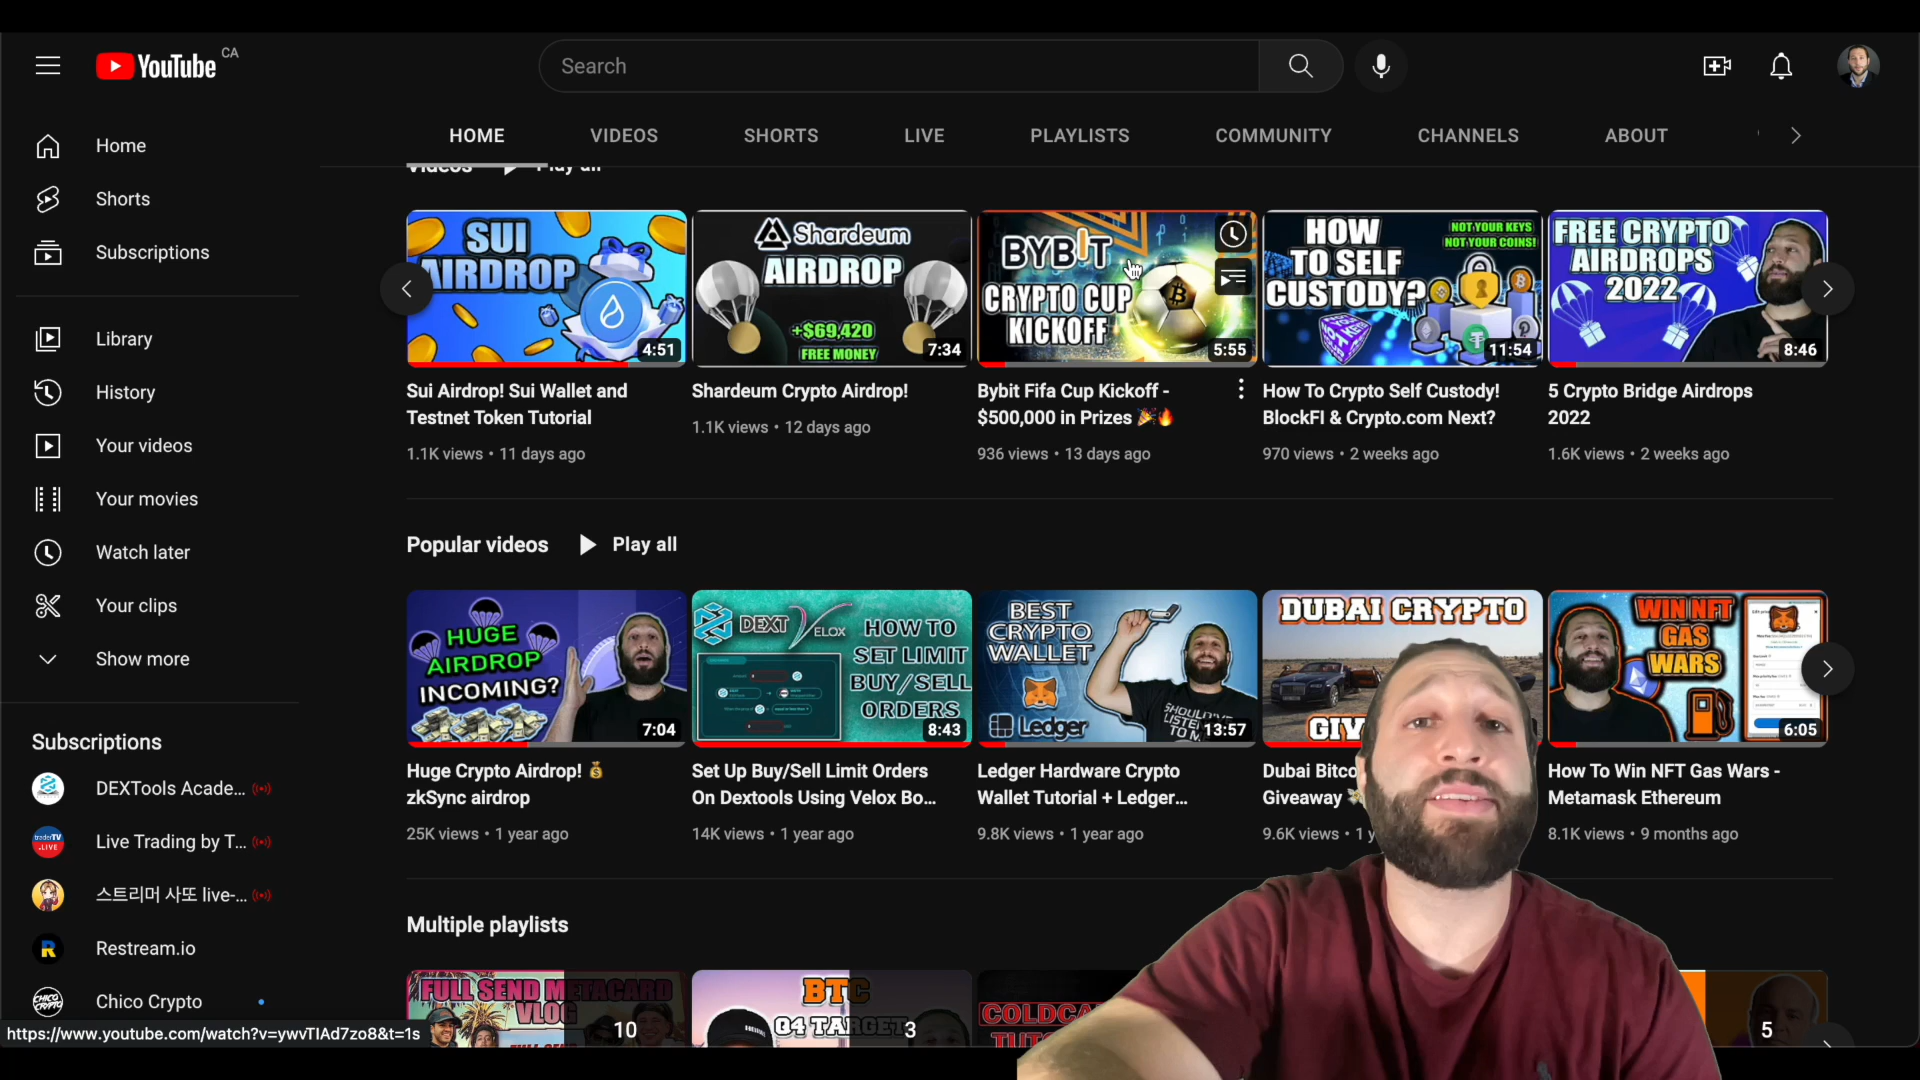 YouTube CA
Search
HOME
VIDEOS
SHORTS
LIVE
PLAYLISTS
COMMUNITY
CHANNELS
ABOUT
Home
Shorts
Subscriptions
Library
History
Your videos
Your movies
Watch later
Your clips
Show more
Subscriptions
DEXTools Acade...
Live Trading by T...
스트리머 사또 live-...
Restream.io
Chico Crypto
Videos Play all
SUI
AIRDROP
4:51
Sui Airdrop! Sui Wallet and
Testnet Token Tutorial
1.1K views • 11 days ago
Shardeum
AIRDROP
+$69,420
FREE MONEY
7:34
Shardeum Crypto Airdrop!
1.1K views • 12 days ago
BYBIT
CRYPTO CUP
KICKOFF
5:55
Bybit Fifa Cup Kickoff -
$500,000 in Prizes 🎉🔥
936 views • 13 days ago
HOW
TO SELF
CUSTODY?
NOT YOUR KEYS
NOT YOUR COINS!
11:54
How To Crypto Self Custody!
BlockFI & Crypto.com Next?
970 views • 2 weeks ago
FREE CRYPTO
AIRDROPS
2022
8:46
5 Crypto Bridge Airdrops
2022
1.6K views • 2 weeks ago
Popular videos Play all
HUGE
AIRDROP
INCOMING?
7:04
Huge Crypto Airdrop! 💰
zkSync airdrop
25K views • 1 year ago
DEXT VELOX
HOW TO
SET LIMIT
BUY/SELL
ORDERS
8:43
Set Up Buy/Sell Limit Orders
On Dextools Using Velox Bo...
14K views • 1 year ago
BEST
CRYPTO
WALLET
Ledger
13:57
Ledger Hardware Crypto
Wallet Tutorial + Ledger...
9.8K views • 1 year ago
DUBAI CRYPTO
GIV
Dubai Bitco
Giveaway 💸
9.6K views • 1 y
WIN NFT
GAS
WARS
6:05
How To Win NFT Gas Wars -
Metamask Ethereum
8.1K views • 9 months ago
Multiple playlists
FULL SEND METACARD
VLOG
10
BTC
Q4 TARGET
3
COLDCA
5
https://www.youtube.com/watch?v=ywvTIAd7zo8&t=1s